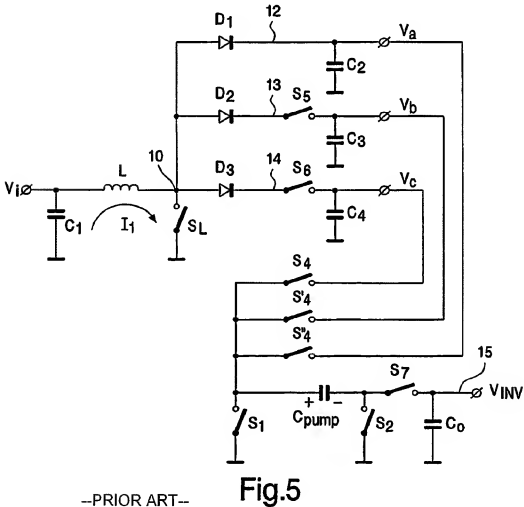 D1 12 Va
C2
D2 13 S5 Vb
C3
10 D3 14 S6 Vc
Vi L
C1 I1 SL C4
S4
S'4
S"4
S7 15 VINV
+ −
S1 Cpump S2 Co
--PRIOR ART-- Fig.5